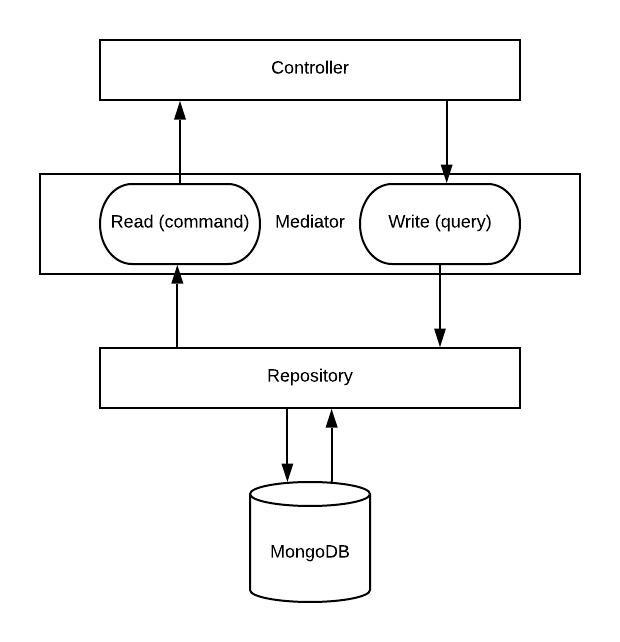 Controller
Read (command)
Mediator
Write (query)
Repository
MongoDB